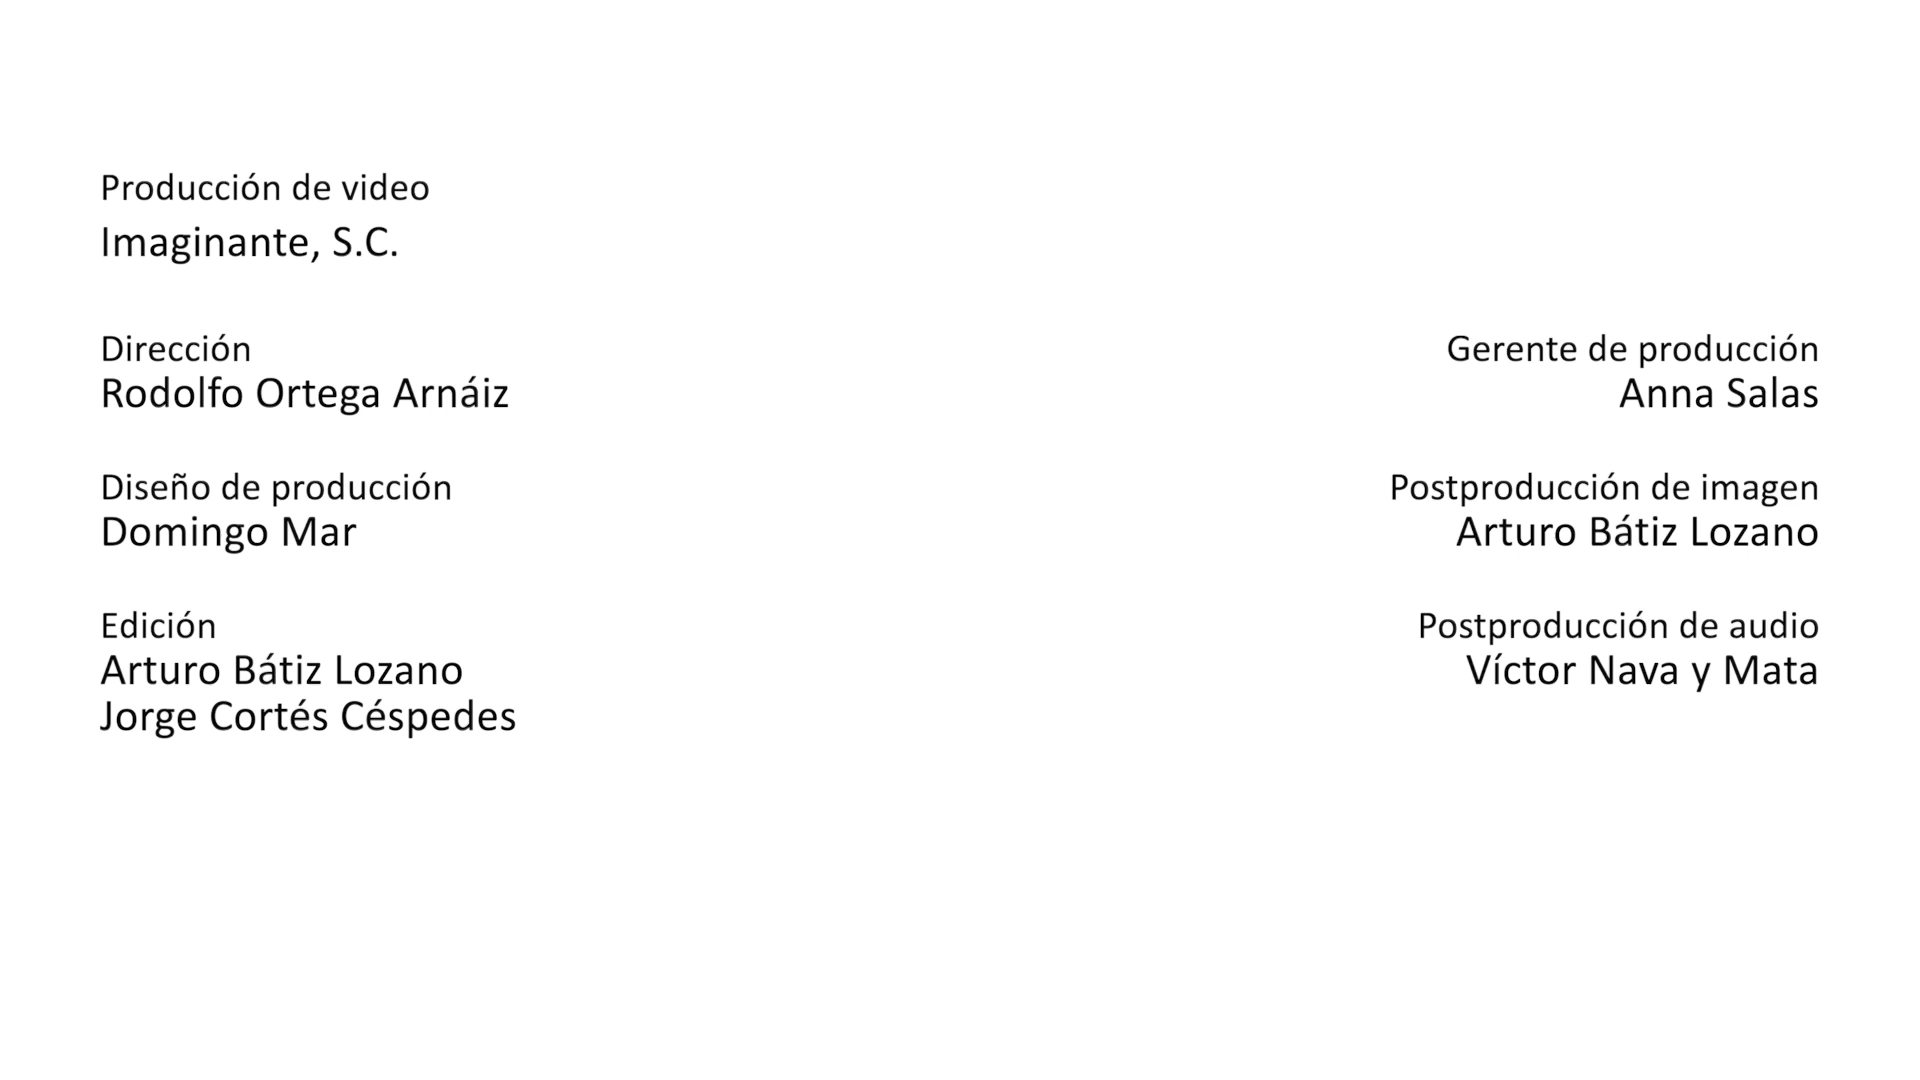 Producción de video
Imaginante, S.C.
Dirección
Rodolfo Ortega Arnáiz
Diseño de producción
Domingo Mar
Edición
Arturo Bátiz Lozano
Jorge Cortés Céspedes
Gerente de producción
Anna Salas
Postproducción de imagen
Arturo Bátiz Lozano
Postproducción de audio
Víctor Nava y Mata